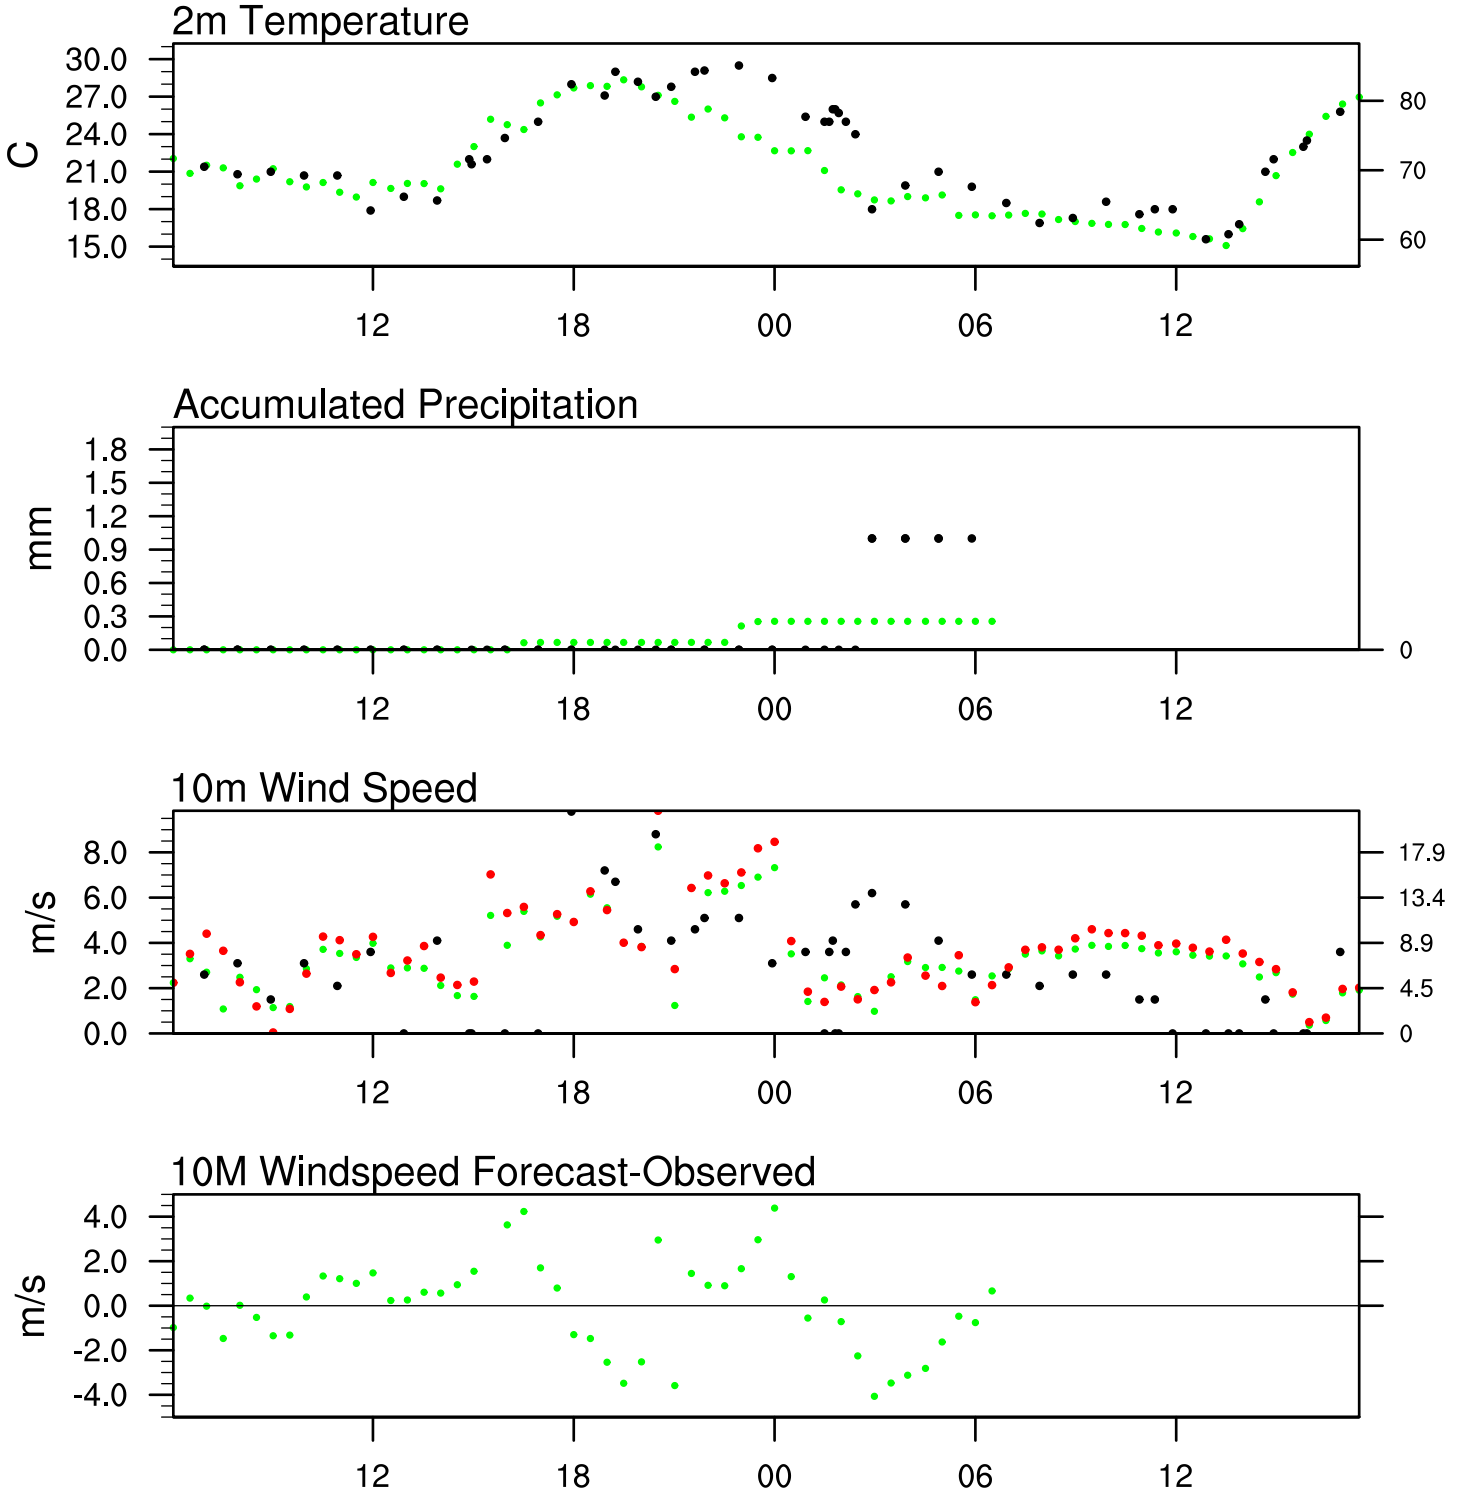 2m Temperature
30.0
27.0
24.0
21.0
18.0
15.0
C
80
70
60
12 18 00 06 12
Accumulated Precipitation
1.8
1.5
1.2
0.9
0.6
0.3
0.0
mm
0
12 18 00 06 12
10m Wind Speed
8.0
6.0
4.0
2.0
0.0
m/s
17.9
13.4
8.9
4.5
0
12 18 00 06 12
10M Windspeed Forecast-Observed
4.0
2.0
0.0
-2.0
-4.0
m/s
12 18 00 06 12